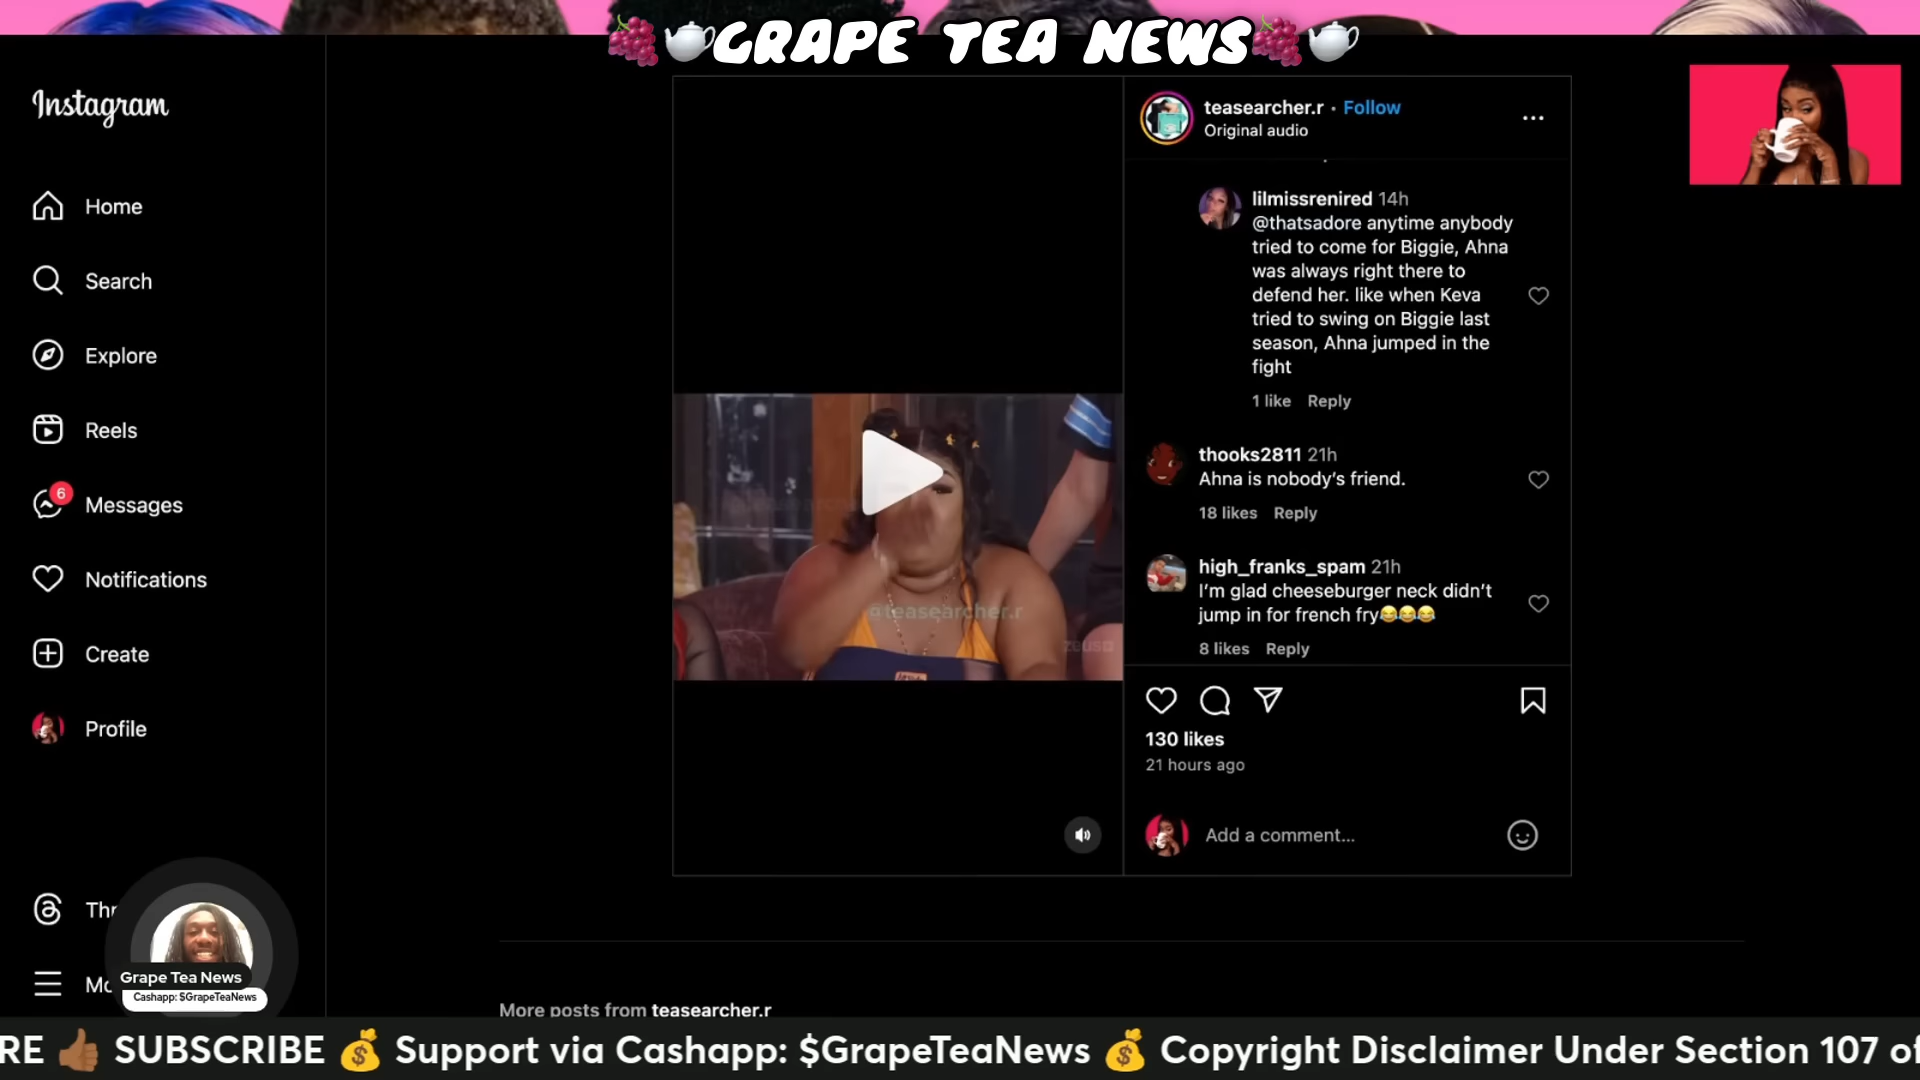 GRAPE TEA NEWS
Instagram
Home
Search
Explore
Reels
6
Messages
Notifications
Create
Profile
Thr
Mo
Grape Tea News
Cashapp: $GrapeTeaNews
@teasearcher.r
ZEUS
teasearcher.r • Follow
Original audio
lilmissrenired 14h
@thatsadore anytime anybody
tried to come for Biggie, Ahna
was always right there to
defend her. like when Keva
tried to swing on Biggie last
season, Ahna jumped in the
fight
1 like Reply
thooks2811 21h
Ahna is nobody’s friend.
18 likes Reply
high_franks_spam 21h
I’m glad cheeseburger neck didn’t
jump in for french fry😂😂😂
8 likes Reply
130 likes
21 hours ago
Add a comment...
More posts from teasearcher.r
RE 👍🏾 SUBSCRIBE 💰 Support via Cashapp: $GrapeTeaNews 💰 Copyright Disclaimer Under Section 107 of